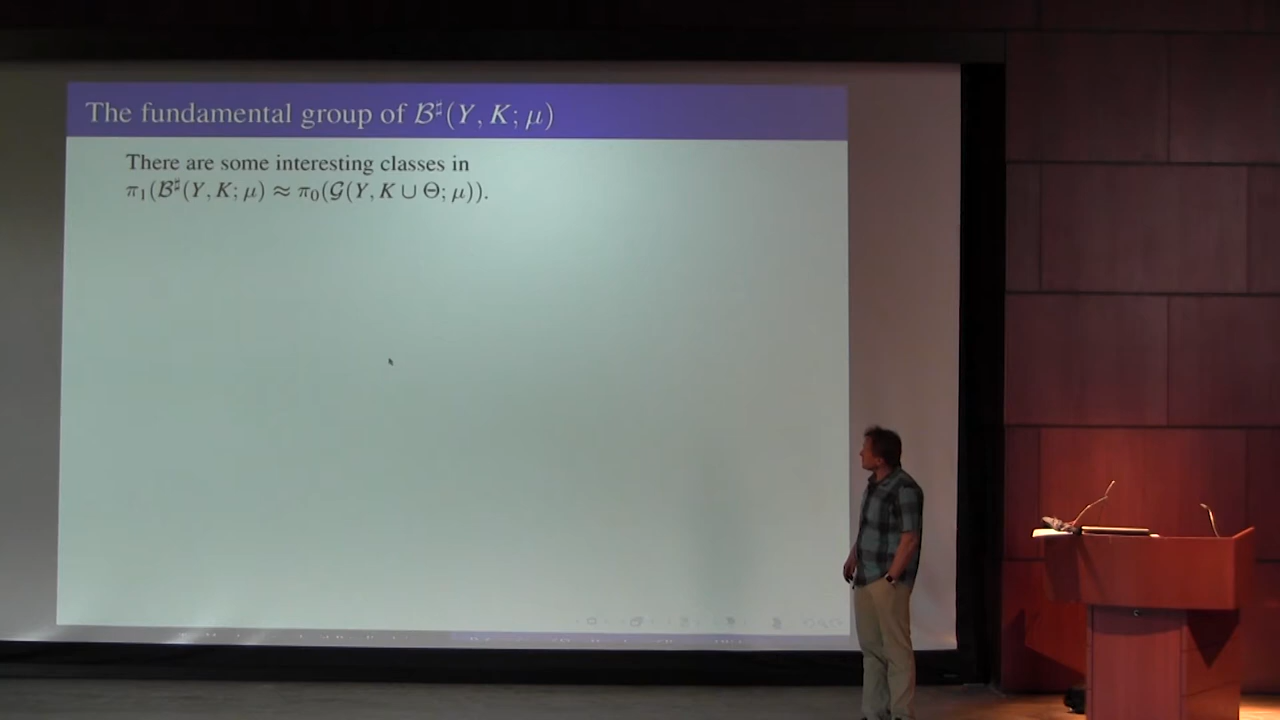 The fundamental group of ℬ♯(Y, K; μ)
There are some interesting classes in
π₁(ℬ♯(Y, K; μ) ≈ π₀(𝒢(Y, K ∪ Θ; μ)).